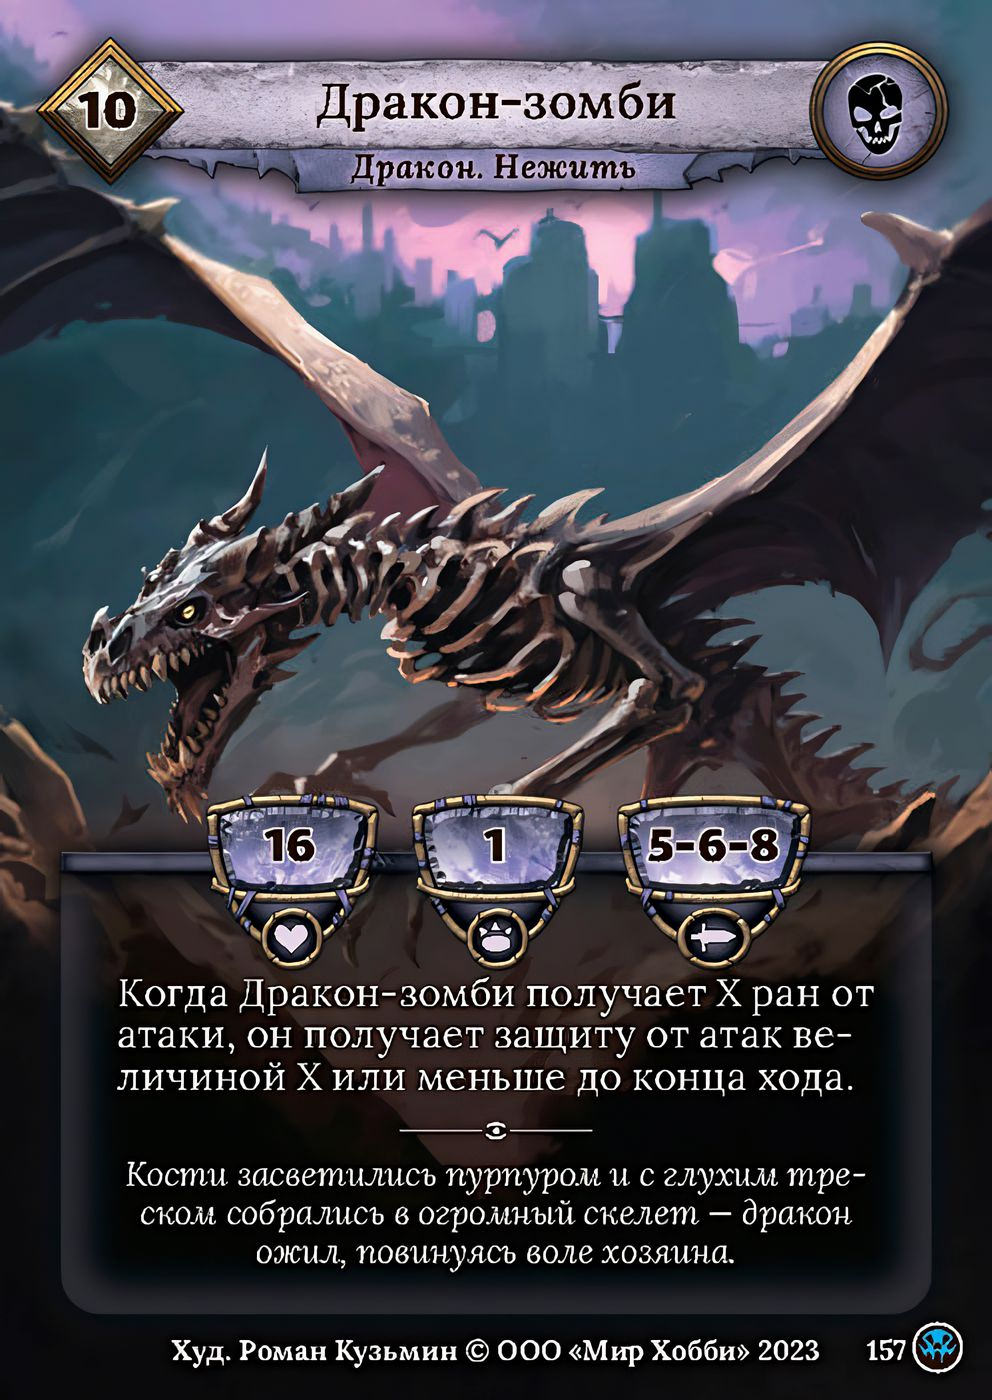 10
Дракон-зомби
Дракон. Нежить
16
1
5-6-8
Когда Дракон-зомби получает X ран от
атаки, он получает защиту от атак ве-
личиной X или меньше до конца хода.
Кости засветились пурпуром и с глухим тре-
ском собрались в огромный скелет — дракон
ожил, повинуясь воле хозяина.
Худ. Роман Кузьмин © ООО «Мир Хобби» 2023
157